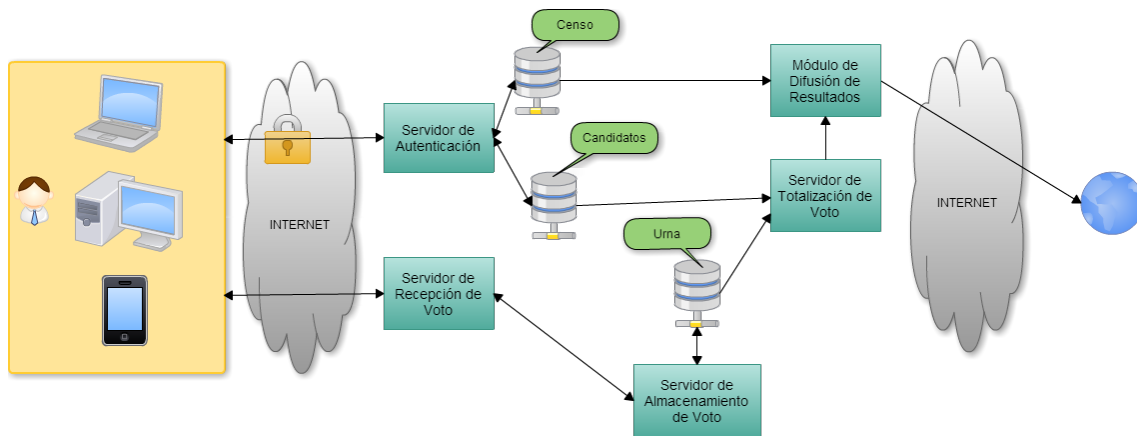 Censo
Módulo de
Difusión de
Resultados
Servidor de
Autenticación
Candidatos
Servidor de
Totalización de
Voto
INTERNET
INTERNET
Urna
Servidor de
Recepción de
Voto
Servidor de
Almacenamiento
de Voto